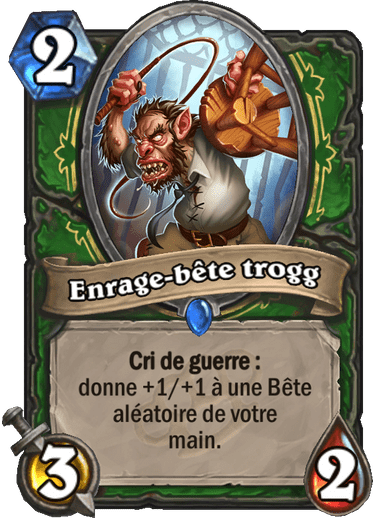 2
Enrage-bête trogg
Cri de guerre :
donne +1/+1 à une Bête
aléatoire de votre
main.
3
2